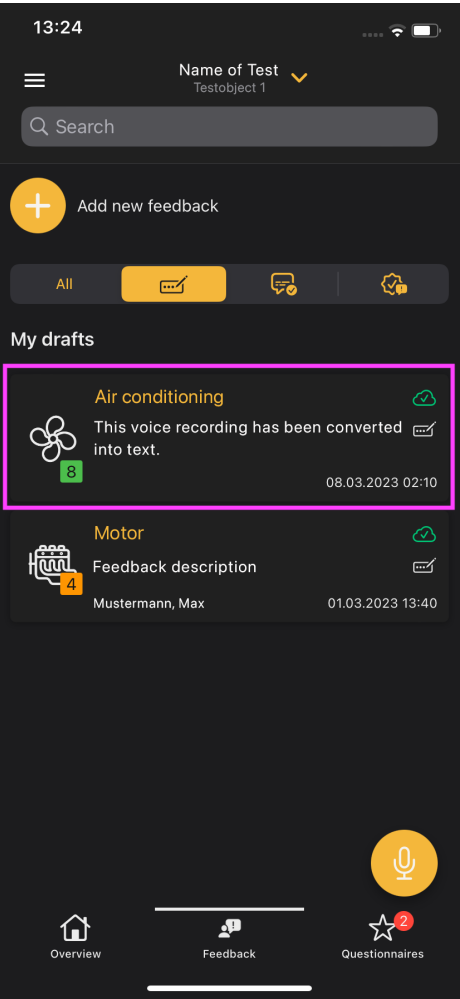 13:24
Name of Test
Testobject 1
Search
Add new feedback
All
My drafts
Air conditioning
This voice recording has been converted
into text.
8
08.03.2023 02:10
Motor
Feedback description
4
Mustermann, Max
01.03.2023 13:40
2
Overview
Feedback
Questionnaires